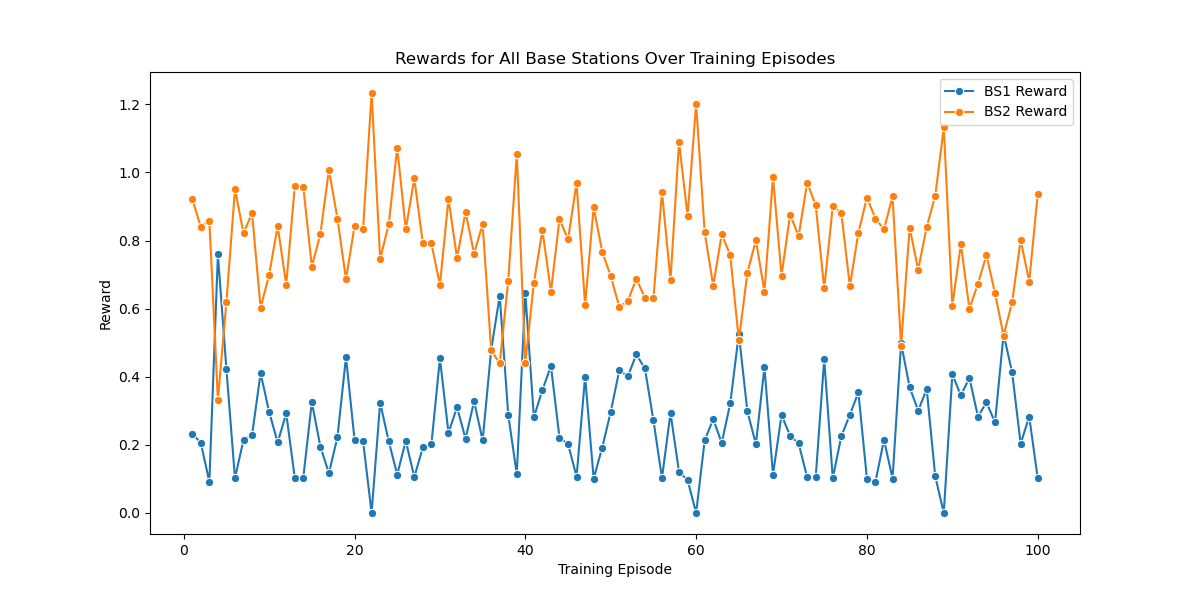 Rewards for All Base Stations Over Training Episodes
BS1 Reward
BS2 Reward
Reward
1.2
1.0
0.8
0.6
0.4
0.2
0.0
0 20 40 60 80 100
Training Episode